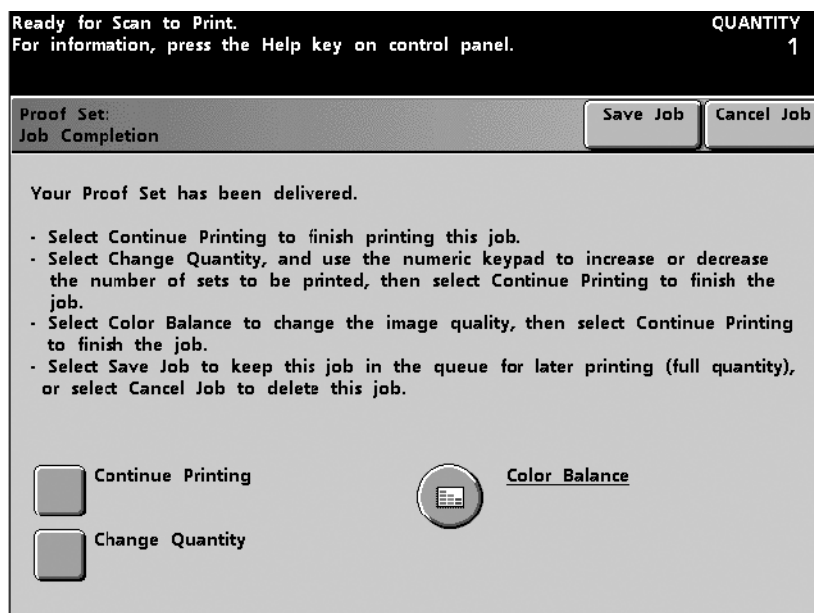 Ready for Scan to Print.
For information, press the Help key on control panel.
QUANTITY
1
Proof Set:
Job Completion
Save Job
Cancel Job
Your Proof Set has been delivered.
- Select Continue Printing to finish printing this job.
- Select Change Quantity, and use the numeric keypad to increase or decrease
the number of sets to be printed, then select Continue Printing to finish the
job.
- Select Color Balance to change the image quality, then select Continue Printing
to finish the job.
- Select Save Job to keep this job in the queue for later printing (full quantity),
or select Cancel Job to delete this job.
Continue Printing
Color Balance
Change Quantity